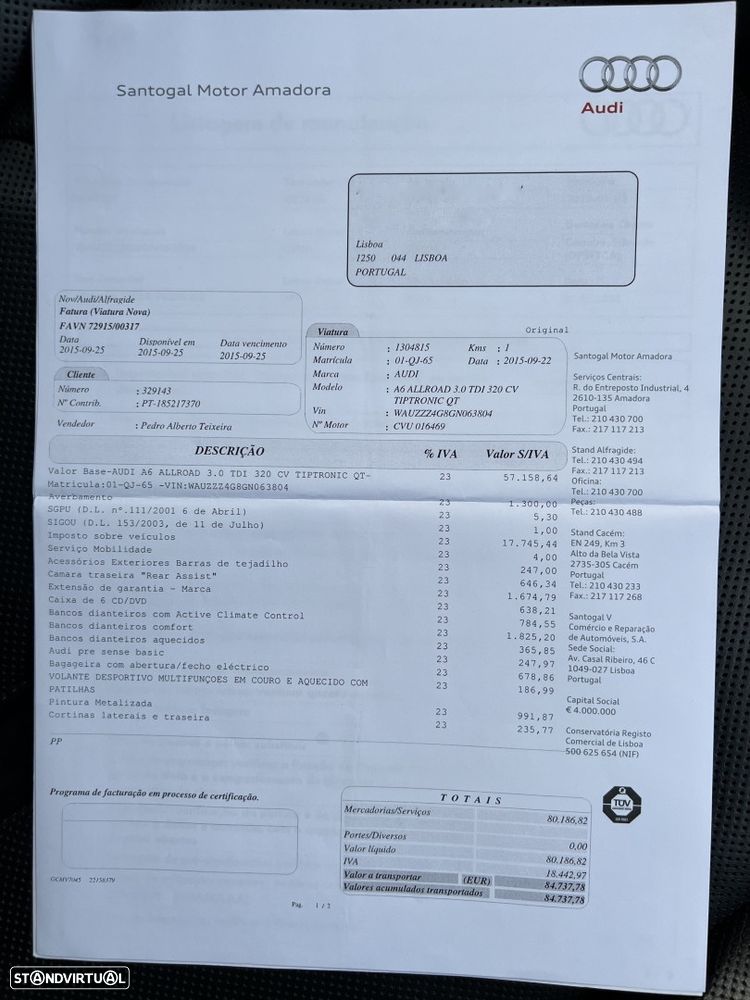 Santogal Motor Amadora
Audi
Lisboa
1250 044 LISBOA
PORTUGAL
Nov/Audi/Alfragide
Fatura (Viatura Nova)
FAVN 72915/00317
Data Disponível em Data vencimento
2015-09-25 2015-09-25 2015-09-25
Cliente
Número : 329143
Nº Contrib. : PT-185217370
Vendedor : Pedro Alberto Teixeira
Original
Viatura
Número : 1304815 Kms : 1
Matrícula : 01-QJ-65 Data : 2015-09-22
Marca : AUDI
Modelo : A6 ALLROAD 3.0 TDI 320 CV
TIPTRONIC QT
Vin : WAUZZZ4G8GN063804
Nº Motor : CVU 016469
DESCRIÇÃO % IVA Valor S/IVA
Valor Base-AUDI A6 ALLROAD 3.0 TDI 320 CV TIPTRONIC QT- 23 57.158,64
Matricula:01-QJ-65 -VIN:WAUZZZ4G8GN063804
Averbamento 23 1.300,00
SGPU (D.L. nº.111/2001 6 de Abril) 23 5,30
SIGOU (D.L. 153/2003, de 11 de Julho) 23 1,00
Imposto sobre veículos 23 17.745,44
Serviço Mobilidade 23 4,00
Acessórios Exteriores Barras de tejadilho 23 247,00
Camara traseira "Rear Assist" 23 646,34
Extensão de garantia - Marca 23 1.674,79
Caixa de 6 CD/DVD 23 638,21
Bancos dianteiros com Active Climate Control 23 784,55
Bancos dianteiros comfort 23 1.825,20
Bancos dianteiros aquecidos 23 365,85
Audi pre sense basic 23 247,97
Bagageira com abertura/fecho eléctrico 23 678,86
VOLANTE DESPORTIVO MULTIFUNÇOES EM COURO E AQUECIDO COM 23 186,99
PATILHAS
Pintura Metalizada 23 991,87
Cortinas laterais e traseira 23 235,77
PP
Santogal Motor Amadora
Serviços Centrais:
R. do Entreposto Industrial, 4
2610-135 Amadora
Portugal
Tel.: 210 430 700
Fax.: 217 117 213
Stand Alfragide:
Tel.: 210 430 494
Fax.: 217 117 213
Oficina:
Tel.: 210 430 700
Peças:
Tel.: 210 430 488
Stand Cacém:
EN 249, Km 3
Alto da Bela Vista
2735-305 Cacém
Portugal
Tel.: 210 430 233
Fax.: 217 117 268
Santogal V
Comércio e Reparação
de Automóveis, S.A.
Sede Social:
Av. Casal Ribeiro, 46 C
1049-027 Lisboa
Portugal
Capital Social
€ 4.000.000
Conservatória Registo
Comercial de Lisboa
500 625 654 (NIF)
Programa de facturação em processo de certificação.
TOTAIS
Mercadorias/Serviços 80.186,82
Portes/Diversos 0,00
Valor líquido 80.186,82
IVA 18.442,97
Valor a transportar (EUR) 84.737,78
Valores acumulados transportados 84.737,78
TÜV
GCMV7045
Pág. 1 / 2
STANDVIRTUAL